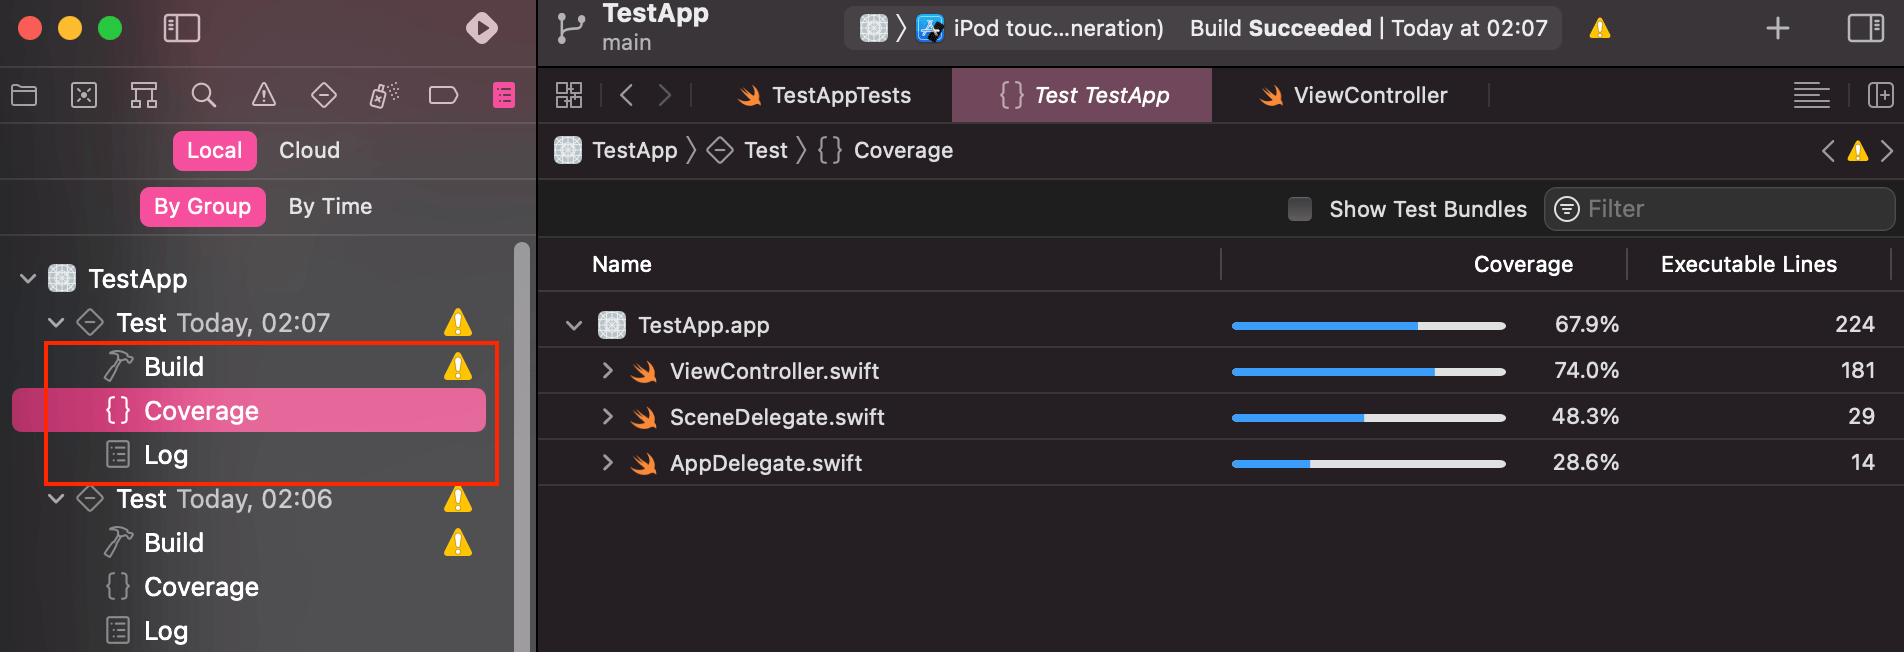 TestApp
main
iPod touc...neration)
Build Succeeded | Today at 02:07
TestAppTests
{} Test TestApp
ViewController
Local
Cloud
TestApp
Test
{} Coverage
By Group
By Time
Show Test Bundles
Filter
Name
Coverage
Executable Lines
TestApp
Test Today, 02:07
Build
{} Coverage
Log
Test Today, 02:06
Build
{} Coverage
Log
TestApp.app 67.9% 224
ViewController.swift 74.0% 181
SceneDelegate.swift 48.3% 29
AppDelegate.swift 28.6% 14